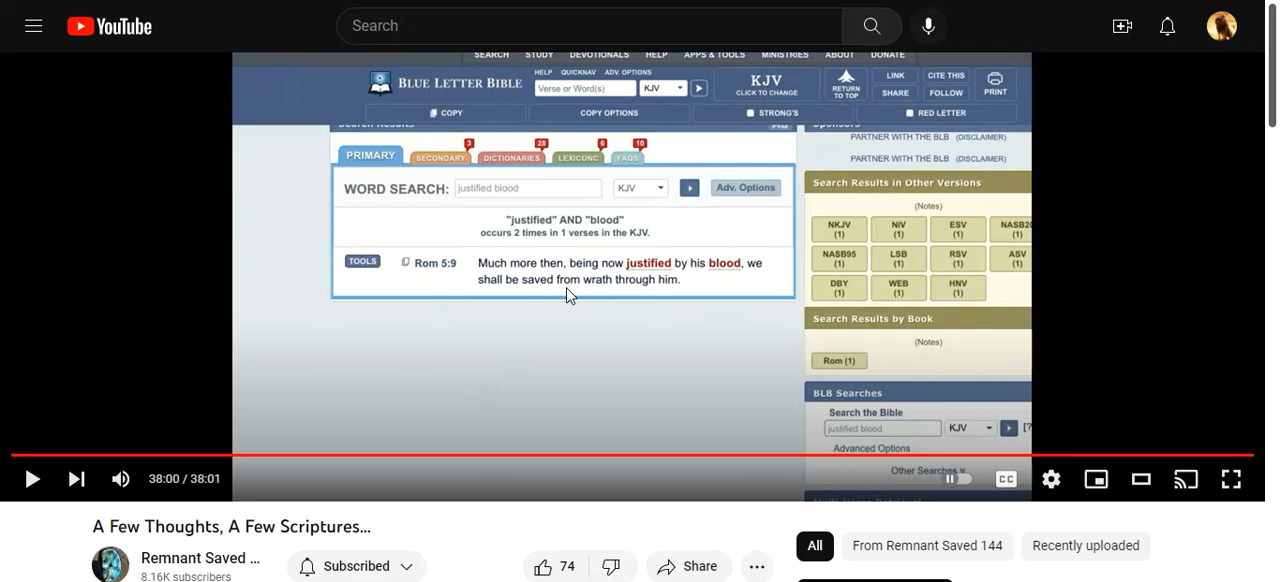 YouTube
Search
SEARCH STUDY DEVOTIONALS HELP APPS & TOOLS MINISTRIES ABOUT DONATE
BLUE LETTER BIBLE
HELP QUICKNAV ADV. OPTIONS
Verse or Word(s) KJV
KJV
CLICK TO CHANGE
RETURN
TO TOP
LINK CITE THIS
SHARE FOLLOW
PRINT
COPY COPY OPTIONS STRONG'S RED LETTER
Search Results
Sponsors
PARTNER WITH THE BLB (DISCLAIMER)
PARTNER WITH THE BLB (DISCLAIMER)
3 28 6 10
PRIMARY SECONDARY DICTIONARIES LEXICONC FAQS
WORD SEARCH: justified blood KJV Adv. Options
"justified" AND "blood"
occurs 2 times in 1 verses in the KJV.
TOOLS Rom 5:9 Much more then, being now justified by his blood, we
shall be saved from wrath through him.
Search Results in Other Versions
(Notes)
NKJV (1) NIV (1) ESV (1) NASB20 (1)
NASB95 (1) LSB (1) RSV (1) ASV (1)
DBY (1) WEB (1) HNV (1)
Search Results by Book
(Notes)
Rom (1)
BLB Searches
Search the Bible
justified blood KJV [?
Advanced Options
Other Searches
38:00 / 38:01
CC
A Few Thoughts, A Few Scriptures...
Remnant Saved ...
8.16K subscribers
Subscribed
74
Share
All From Remnant Saved 144 Recently uploaded